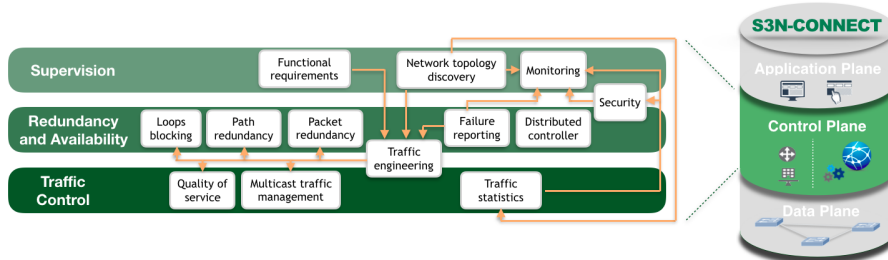 S3N-CONNECT
Application Plane
Control Plane
Data Plane
Supervision
Functional
requirements
Network topology
discovery
Monitoring
Security
Redundancy
and Availability
Loops
blocking
Path
redundancy
Packet
redundancy
Failure
reporting
Distributed
controller
Traffic
engineering
Traffic
Control
Quality of
service
Multicast traffic
management
Traffic
statistics